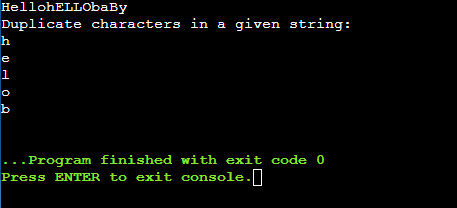 HellohELLObaBy
Duplicate characters in a given string:
h
e
l
o
b
...Program finished with exit code 0
Press ENTER to exit console.